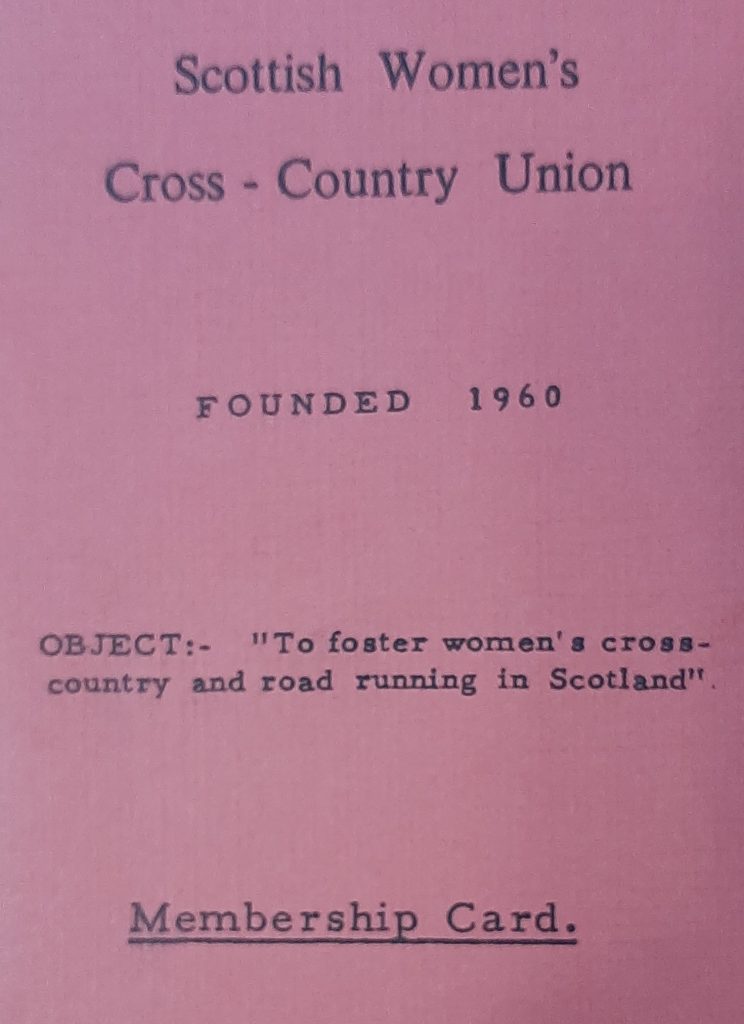 Scottish Women's
Cross - Country Union
FOUNDED 1960
OBJECT:- "To foster women's cross-
country and road running in Scotland".
Membership Card.